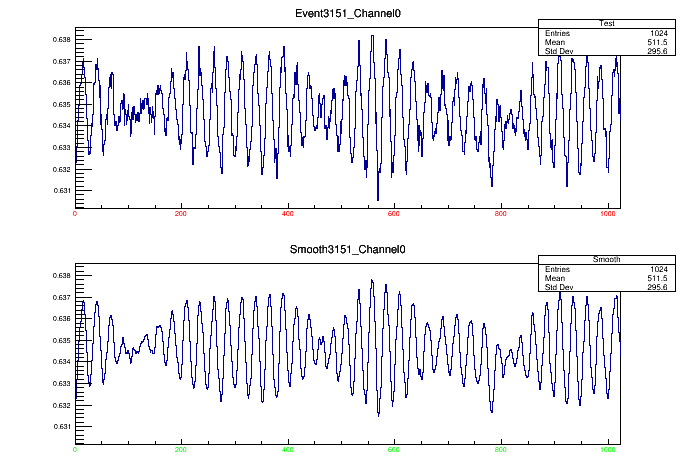 Event3151_Channel0
Test
Entries 1024
Mean 511.5
Std Dev 295.6
0.638
0.637
0.636
0.635
0.634
0.633
0.632
0.631
0 200 400 600 800 1000
Smooth3151_Channel0
Smooth
Entries 1024
Mean 511.5
Std Dev 295.6
0.638
0.637
0.636
0.635
0.634
0.633
0.632
0.631
0 200 400 600 800 1000